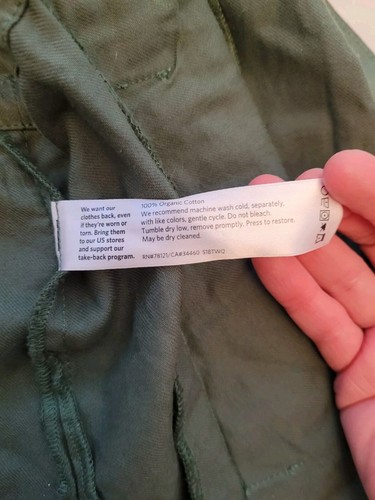 We want our
clothes back, even
if they're worn or
torn. Bring them
to our US stores
and support our
take-back program.
100% Organic Cotton
We recommend machine wash cold, separately,
with like colors, gentle cycle. Do not bleach.
Tumble dry low, remove promptly. Press to restore.
May be dry cleaned.
RN#78121/CA#34460 S18TWO